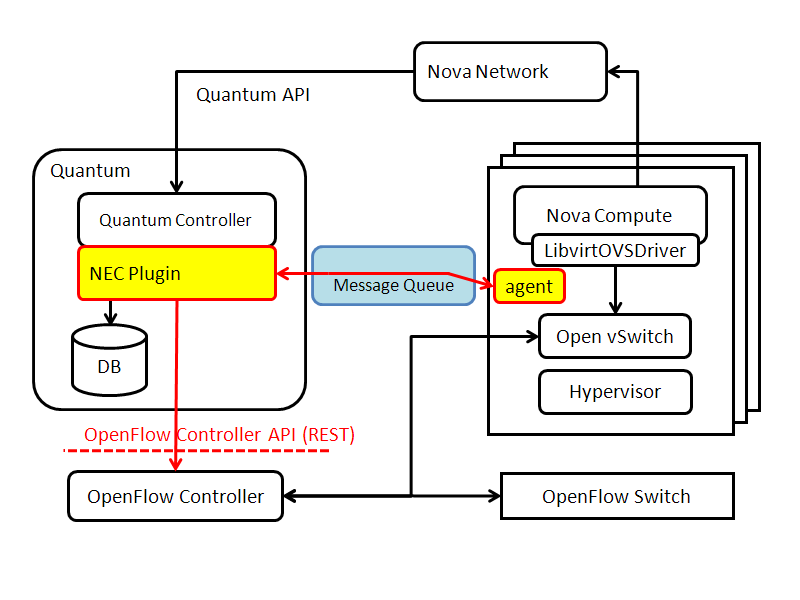 Nova Network
Quantum API
Quantum
Quantum Controller
NEC Plugin
DB
Message Queue
Nova Compute
LibvirtOVSDriver
agent
Open vSwitch
Hypervisor
OpenFlow Controller API (REST)
OpenFlow Controller
OpenFlow Switch